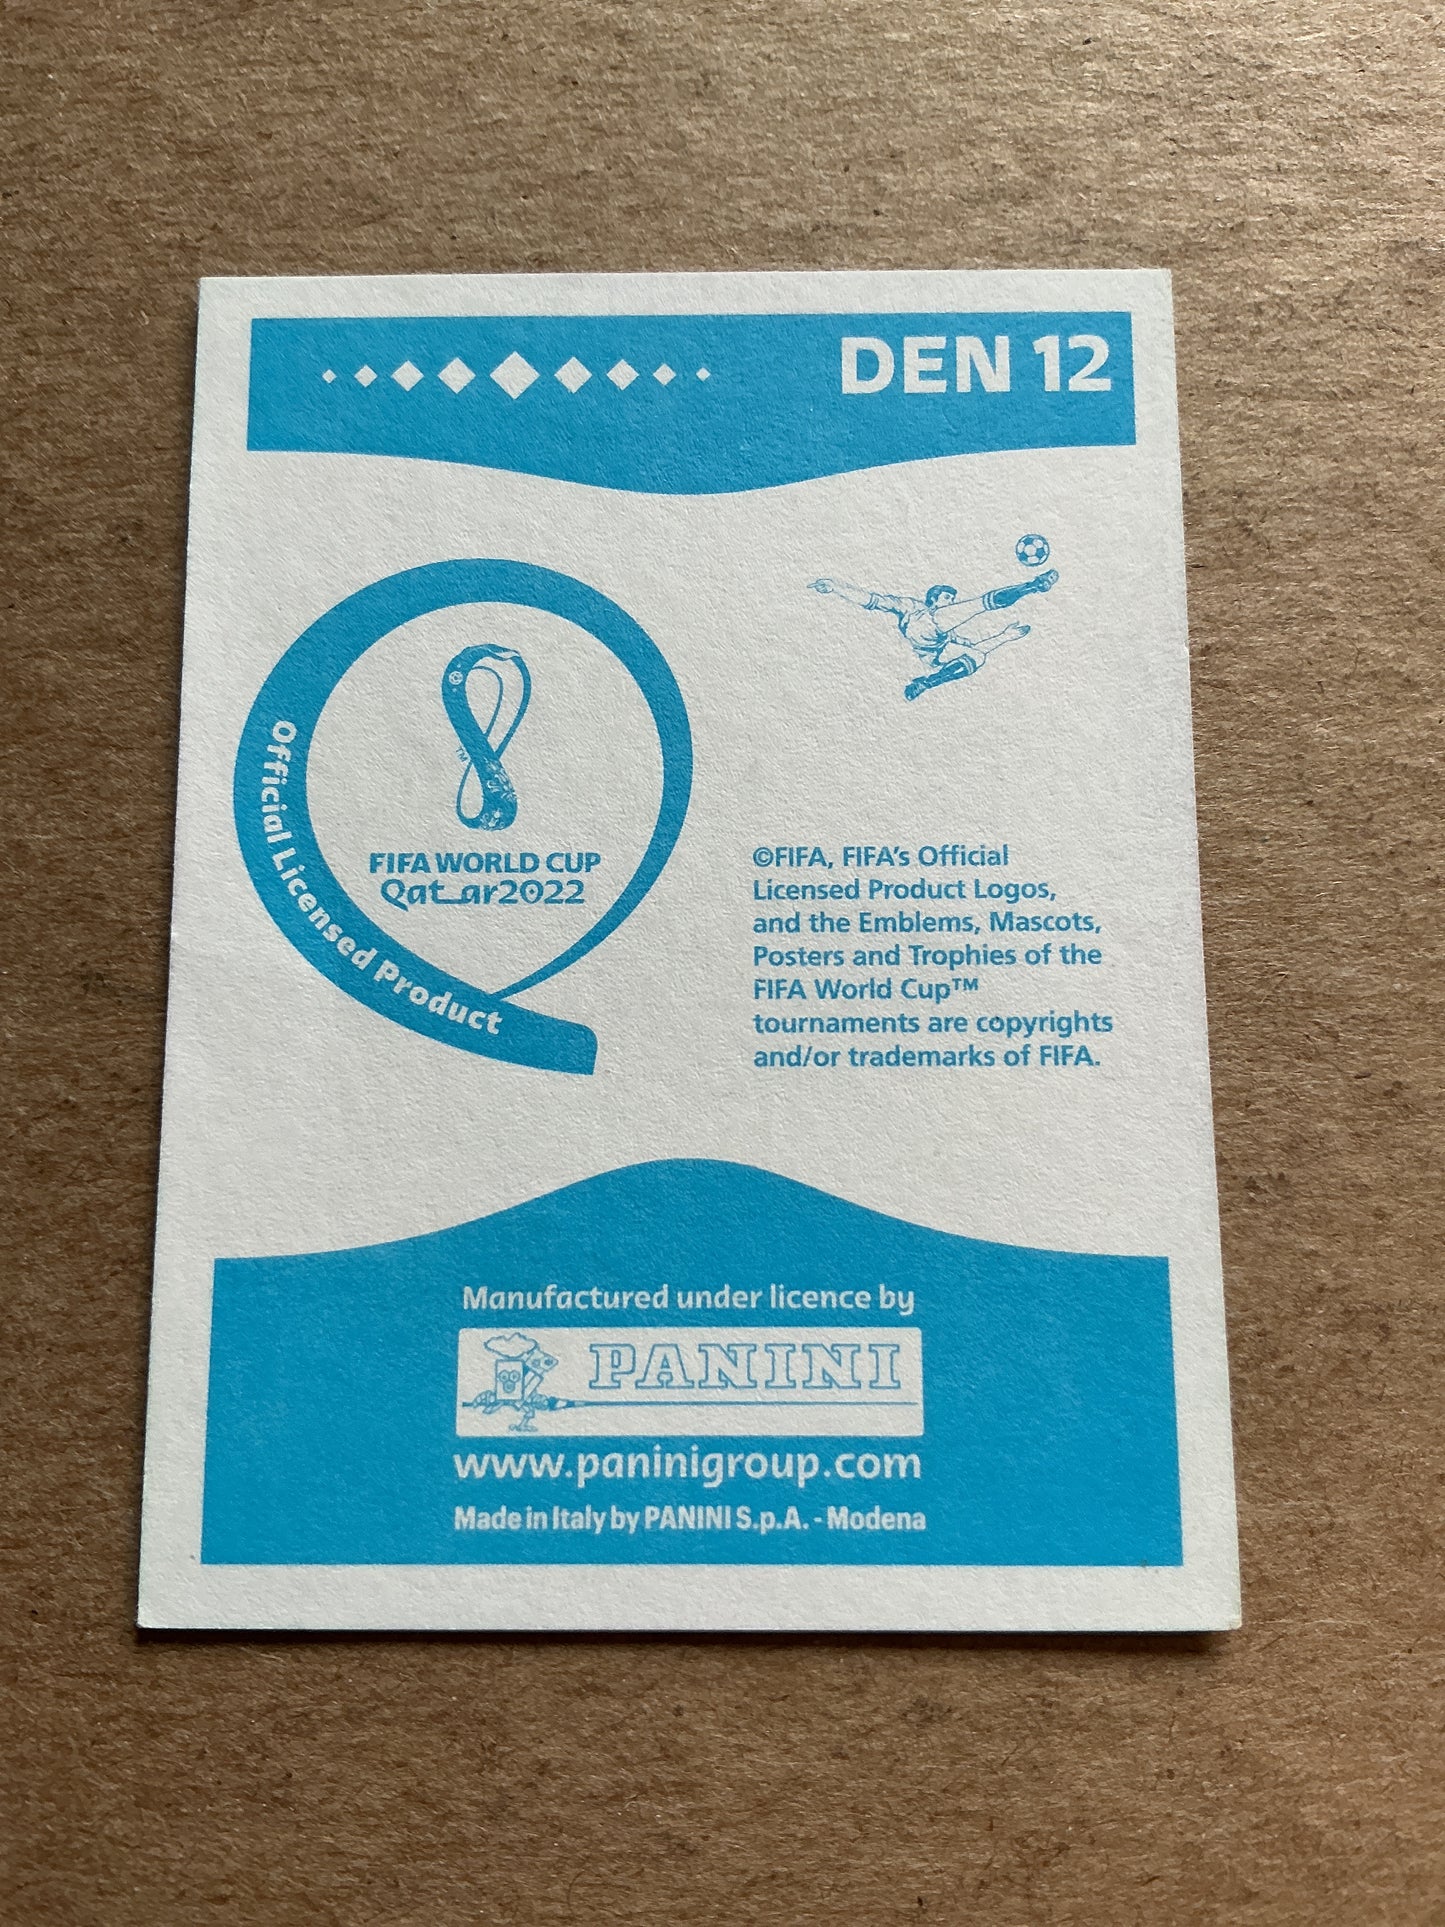 DEN 12
Official Licensed Product
TM
FIFA WORLD CUP
Qatar2022
©FIFA, FIFA's Official
Licensed Product Logos,
and the Emblems, Mascots,
Posters and Trophies of the
FIFA World Cup™
tournaments are copyrights
and/or trademarks of FIFA.
Manufactured under licence by
PANINI
www.paninigroup.com
Made in Italy by PANINI S.p.A. - Modena